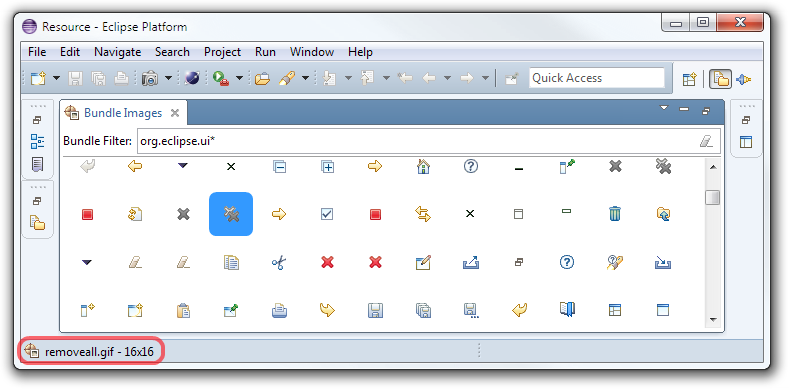 Resource - Eclipse Platform
File Edit Navigate Search Project Run Window Help
Quick Access
Bundle Images
Bundle Filter: org.eclipse.ui*
removeall.gif - 16x16